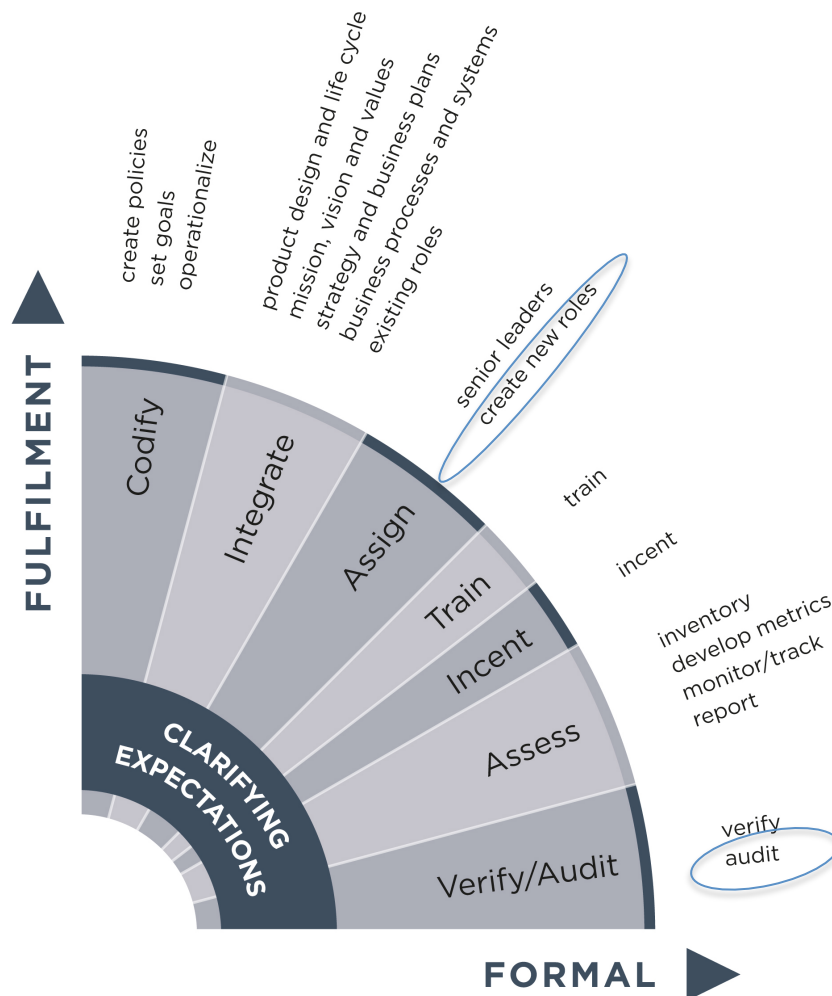 create policies
set goals
operationalize
product design and life cycle
mission, vision and values
strategy and business plans
business processes and systems
existing roles
senior leaders
create new roles
train
incent
inventory
develop metrics
monitor/track
report
verify
audit
FULFILMENT
Codify
Integrate
Assign
Train
Incent
Assess
Verify/Audit
CLARIFYING
EXPECTATIONS
FORMAL